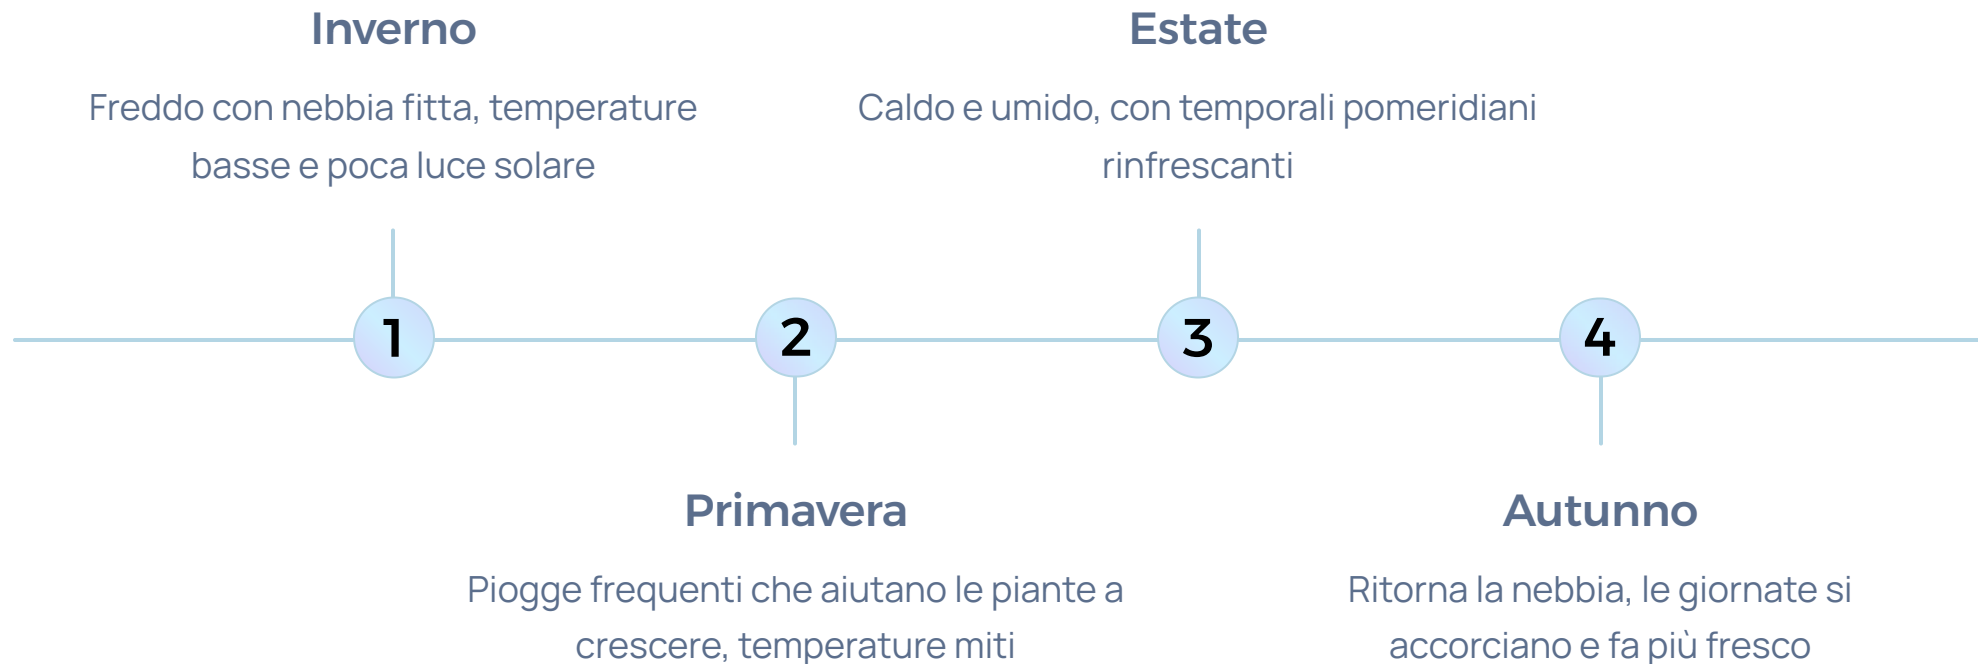 Inverno
Freddo con nebbia fitta, temperature
basse e poca luce solare
1
Primavera
Piogge frequenti che aiutano le piante a
crescere, temperature miti
2
Estate
Caldo e umido, con temporali pomeridiani
rinfrescanti
3
Autunno
Ritorna la nebbia, le giornate si
accorciano e fa più fresco
4